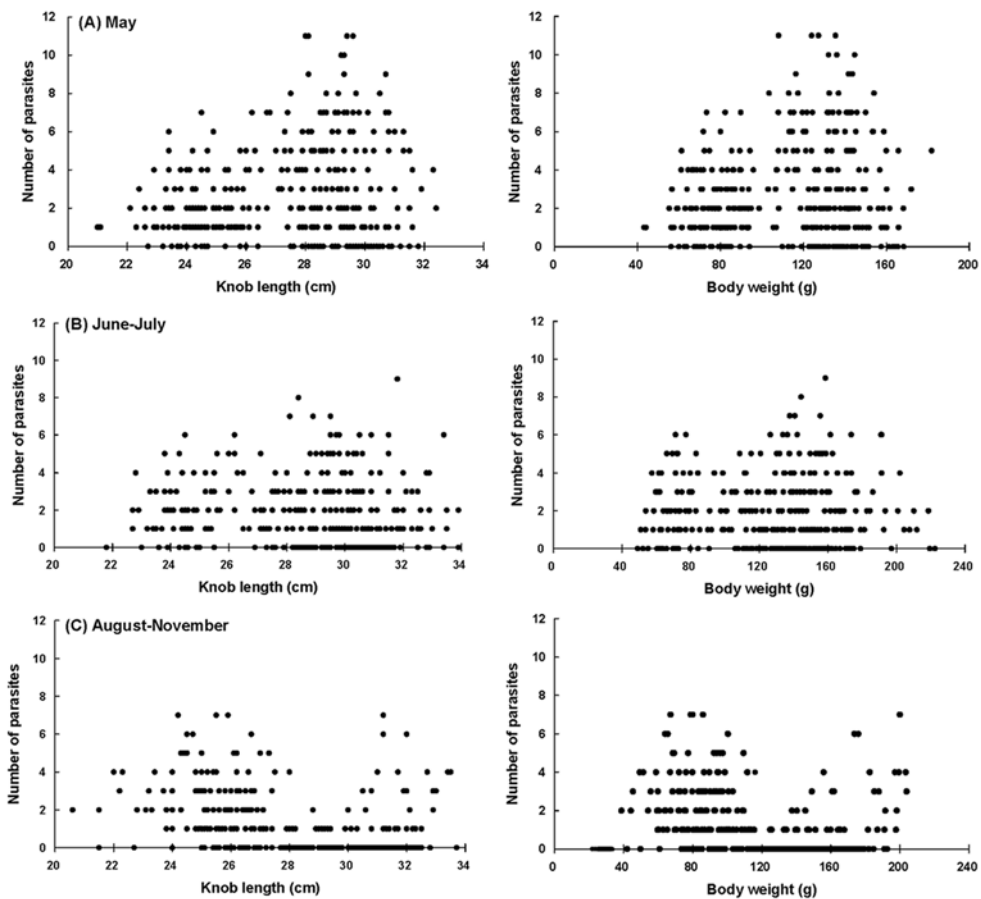 (A) May
Number of parasites
12
10
8
6
4
2
0
20 22 24 26 28 30 32 34
Knob length (cm)
Number of parasites
12
10
8
6
4
2
0
0 40 80 120 160 200
Body weight (g)
(B) June-July
Number of parasites
12
10
8
6
4
2
0
20 22 24 26 28 30 32 34
Knob length (cm)
Number of parasites
12
10
8
6
4
2
0
0 40 80 120 160 200 240
Body weight (g)
(C) August-November
Number of parasites
12
10
8
6
4
2
0
20 22 24 26 28 30 32 34
Knob length (cm)
Number of parasites
12
10
8
6
4
2
0
0 40 80 120 160 200 240
Body weight (g)